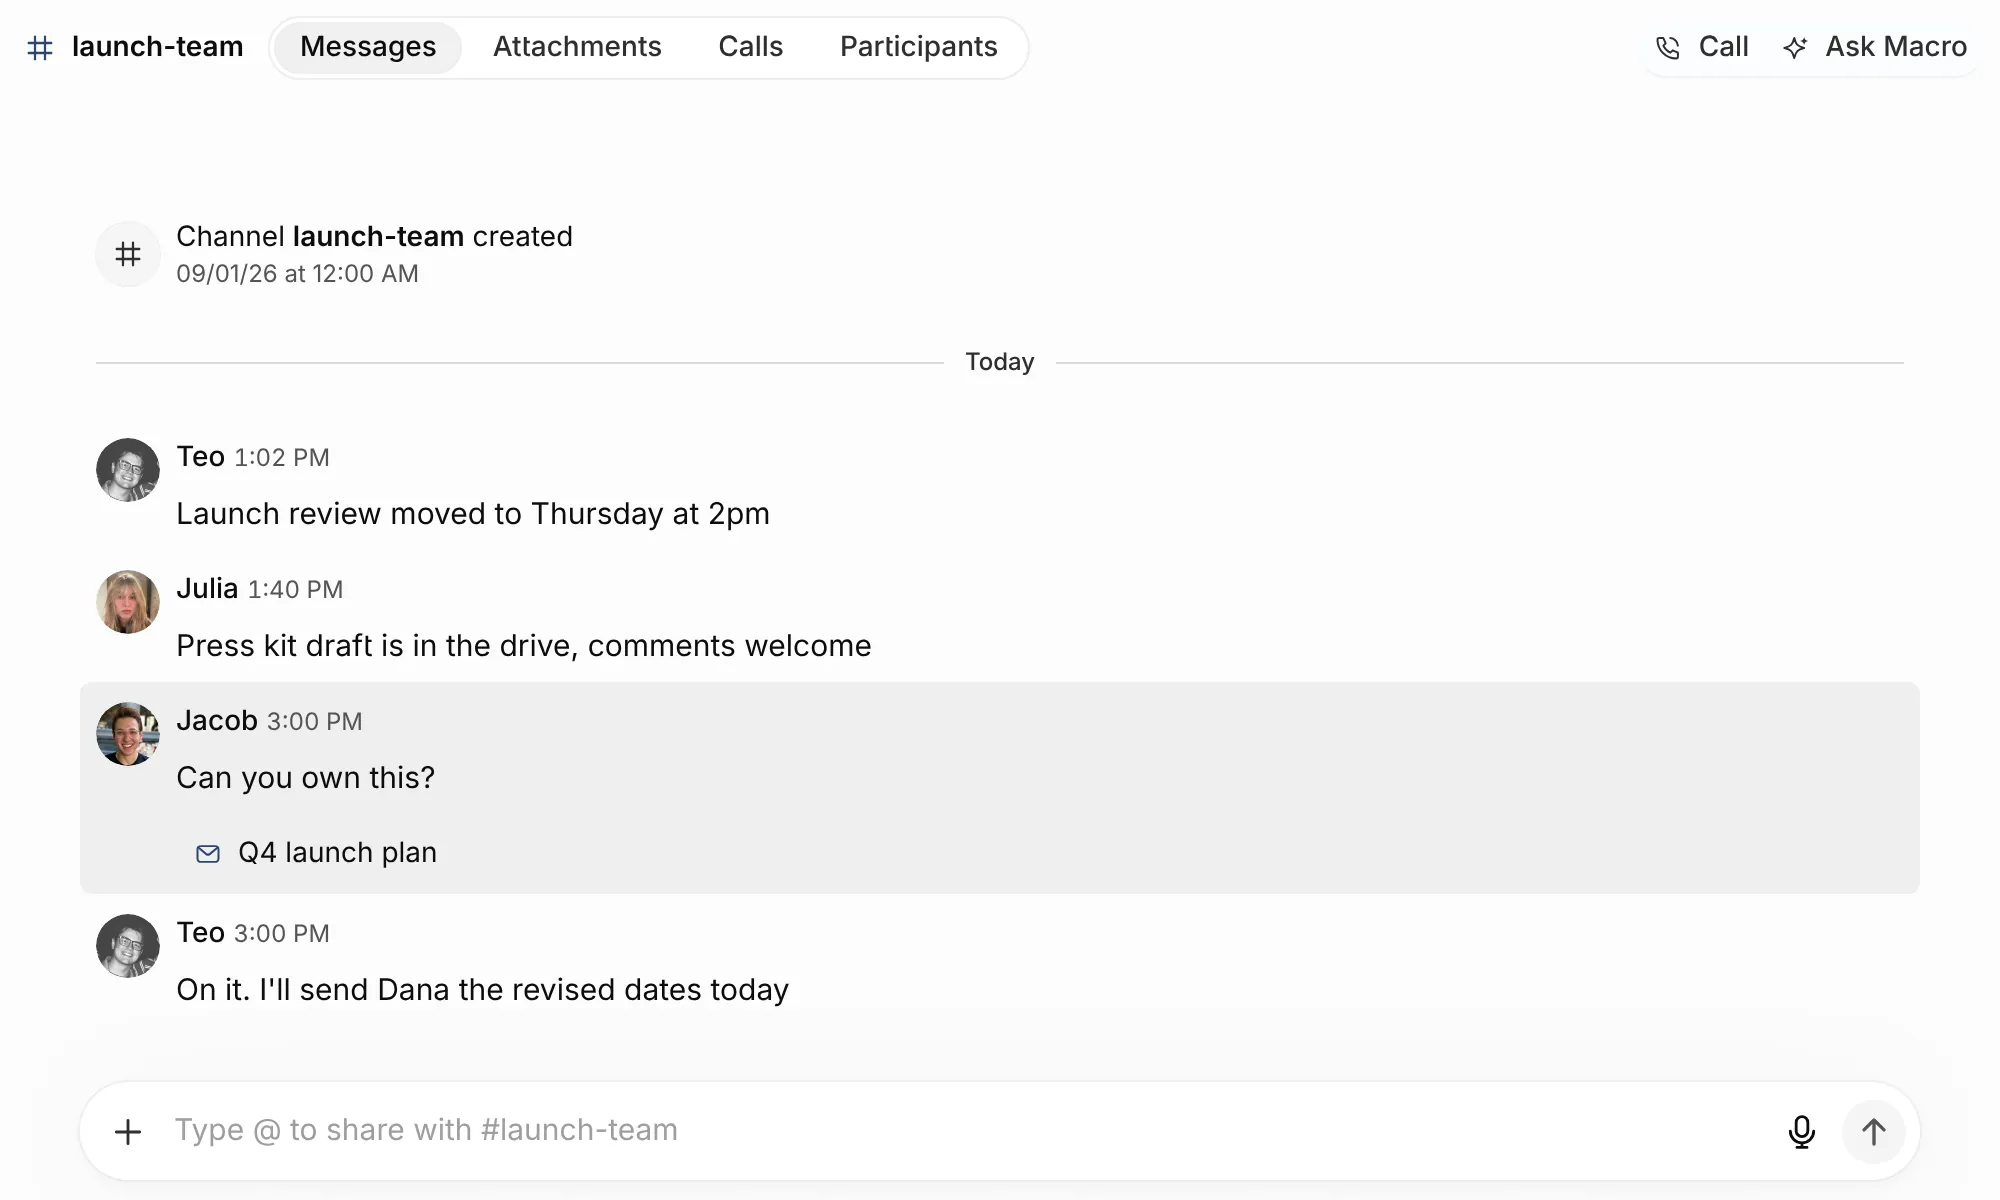 launch-team Messages Attachments Calls Participants Call Ask Macro
Channel launch-team created
09/01/26 at 12:00 AM
Today
Teo 1:02 PM
Launch review moved to Thursday at 2pm
Julia 1:40 PM
Press kit draft is in the drive, comments welcome
Jacob 3:00 PM
Can you own this?
Q4 launch plan
Teo 3:00 PM
On it. I'll send Dana the revised dates today
Type @ to share with #launch-team